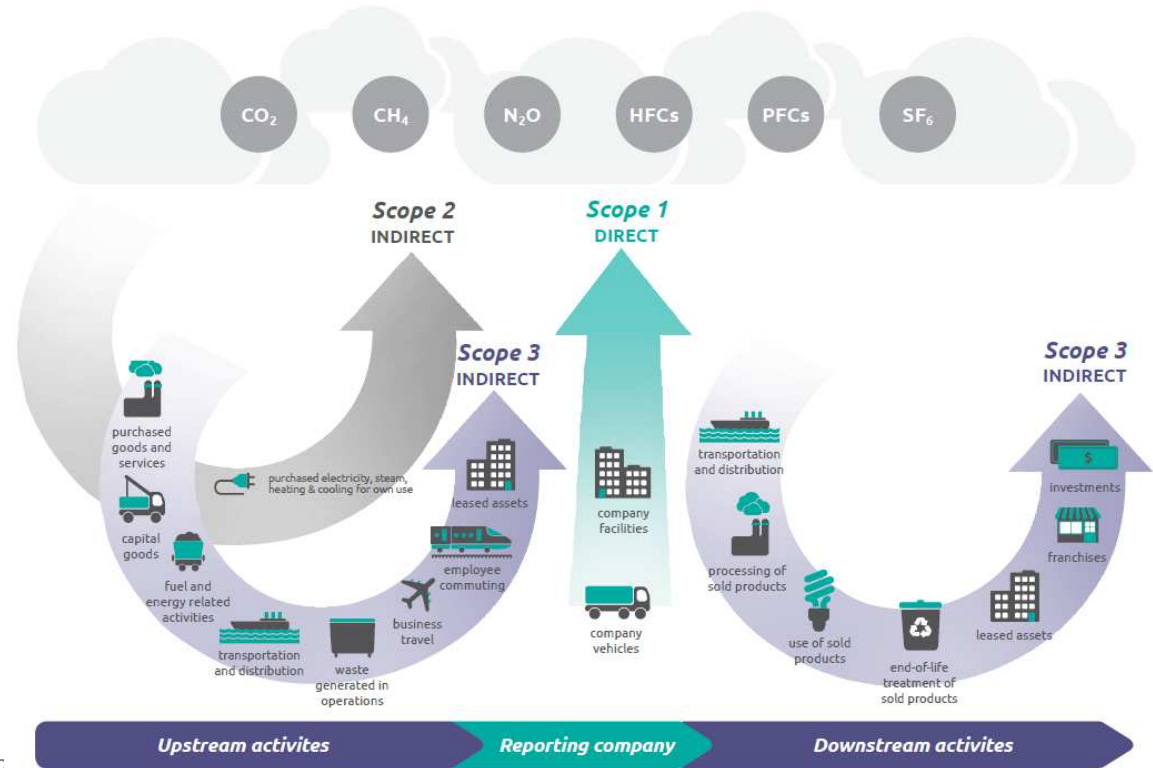 CO₂
CH₄
N₂O
HFCs
PFCs
SF₆
Scope 2
INDIRECT
Scope 1
DIRECT
Scope 3
INDIRECT
Scope 3
INDIRECT
purchased
goods and
services
capital
goods
fuel and
energy related
activities
purchased electricity, steam,
heating & cooling for own use
transportation
and distribution
waste
generated in
operations
business
travel
employee
commuting
leased assets
company
facilities
company
vehicles
transportation
and distribution
processing of
sold products
use of sold
products
end-of-life
treatment of
sold products
leased assets
franchises
$
investments
Upstream activites
Reporting company
Downstream activites